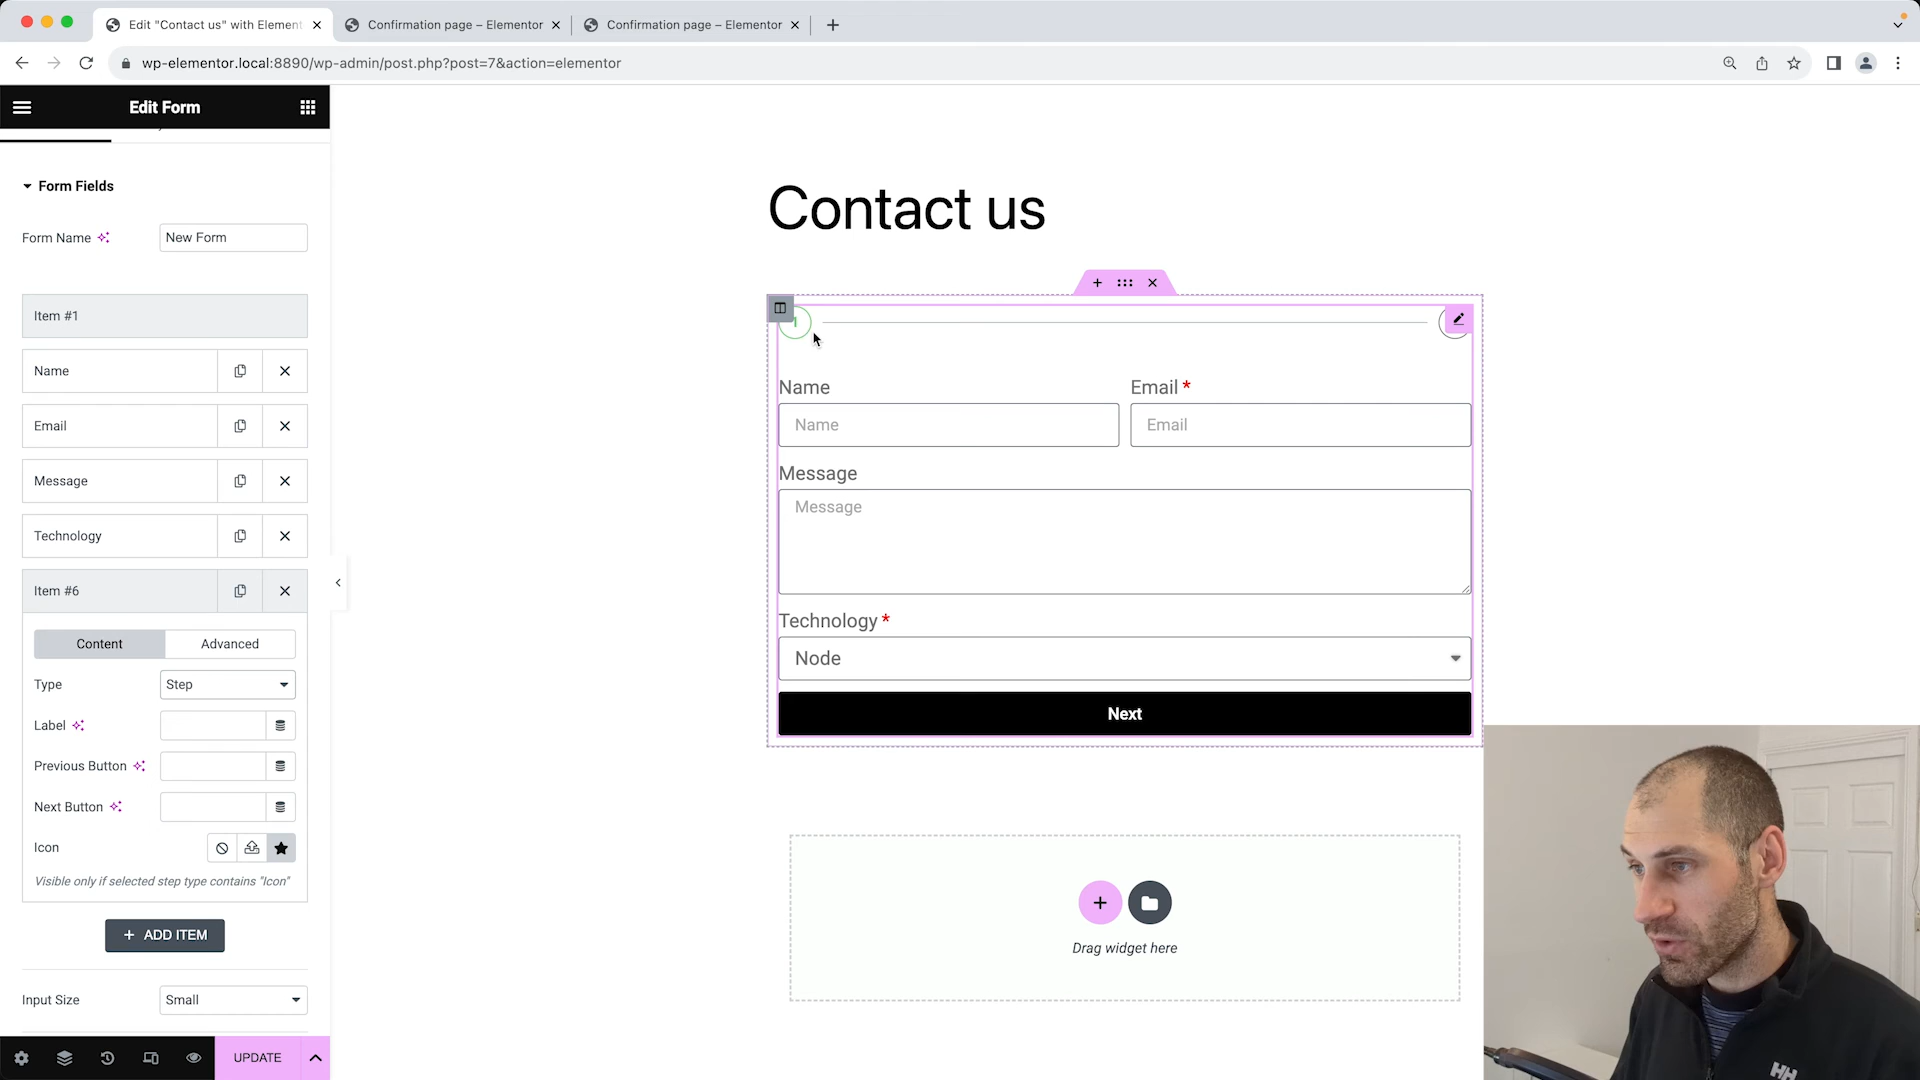 Edit "Contact us" with Element
Confirmation page – Elementor
Confirmation page – Elementor
wp-elementor.local:8890/wp-admin/post.php?post=7&action=elementor
Edit Form
Form Fields
Form Name
New Form
Item #1
Name
Email
Message
Technology
Item #6
Content
Advanced
Type
Step
Label
Previous Button
Next Button
Icon
Visible only if selected step type contains "Icon"
ADD ITEM
Input Size
Small
UPDATE
Contact us
Name
Email *
Name
Email
Message
Message
Technology *
Node
Next
Drag widget here
HH